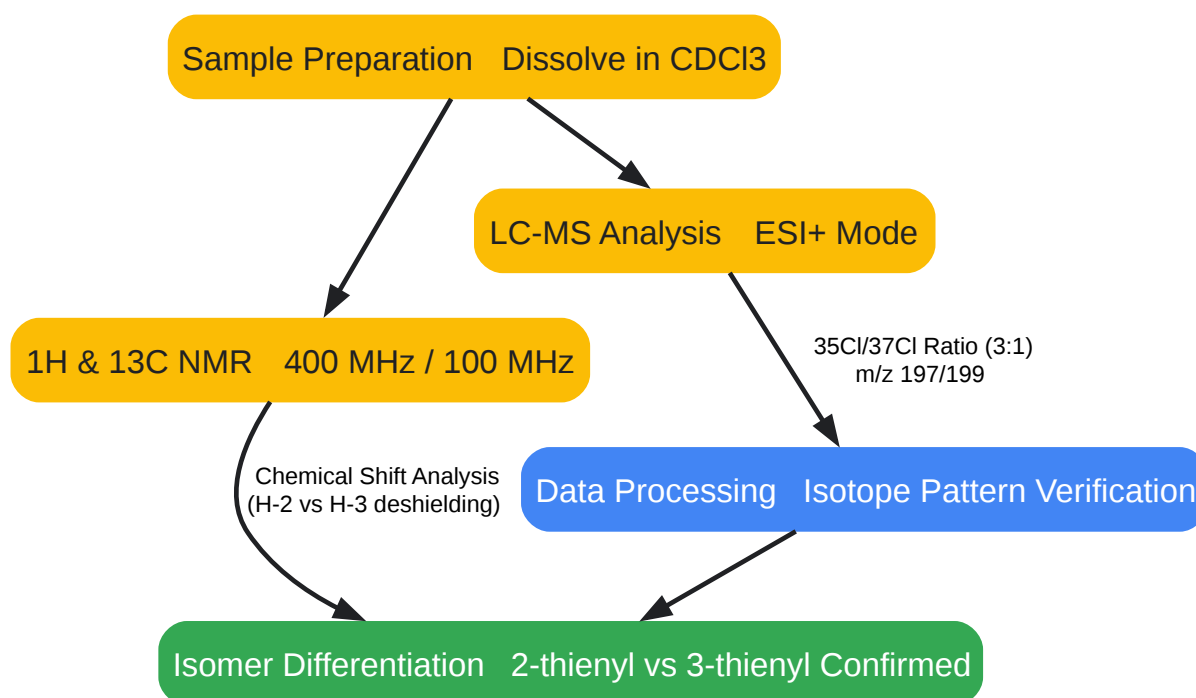 Sample Preparation Dissolve in CDCl3
LC-MS Analysis ESI+ Mode
1H & 13C NMR 400 MHz / 100 MHz
35Cl/37Cl Ratio (3:1)
m/z 197/199
Chemical Shift Analysis
(H-2 vs H-3 deshielding)
Data Processing Isotope Pattern Verification
Isomer Differentiation 2-thienyl vs 3-thienyl Confirmed